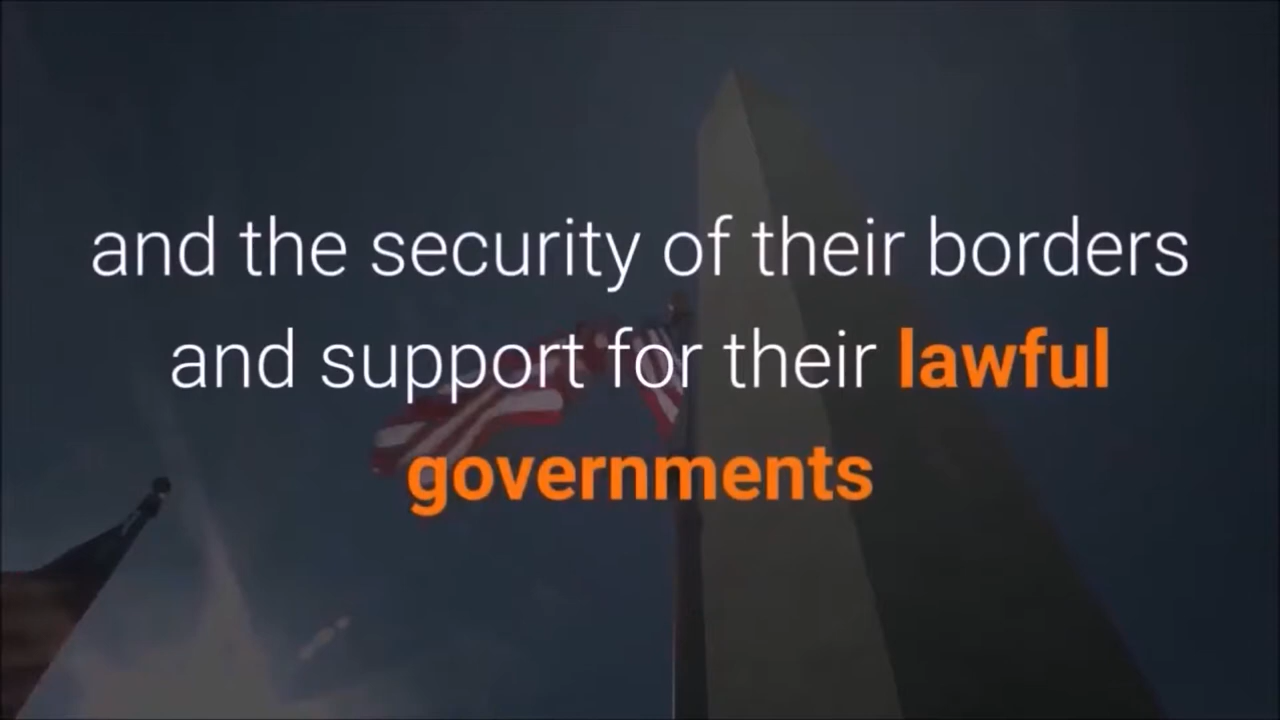 and the security of their borders
and support for their lawful
governments